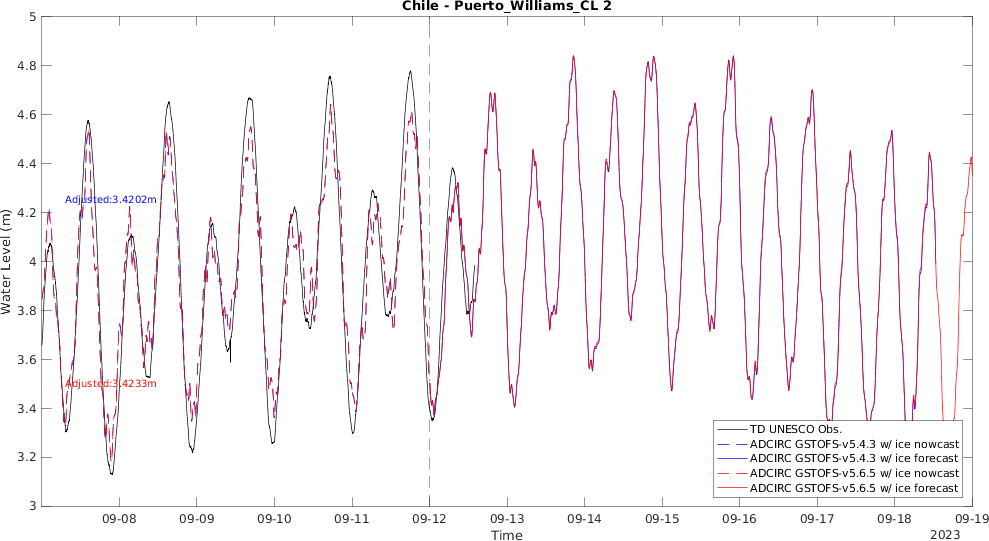 Chile - Puerto_Williams_CL 2
5
4.8
4.6
4.4
4.2
4
3.8
3.6
3.4
3.2
3
Water Level (m)
Adjusted:3.4202m
Adjusted:3.4233m
TD UNESCO Obs.
ADCIRC GSTOFS-v5.4.3 w/ ice nowcast
ADCIRC GSTOFS-v5.4.3 w/ ice forecast
ADCIRC GSTOFS-v5.6.5 w/ ice nowcast
ADCIRC GSTOFS-v5.6.5 w/ ice forecast
09-08 09-09 09-10 09-11 09-12 09-13 09-14 09-15 09-16 09-17 09-18 09-19
Time
2023